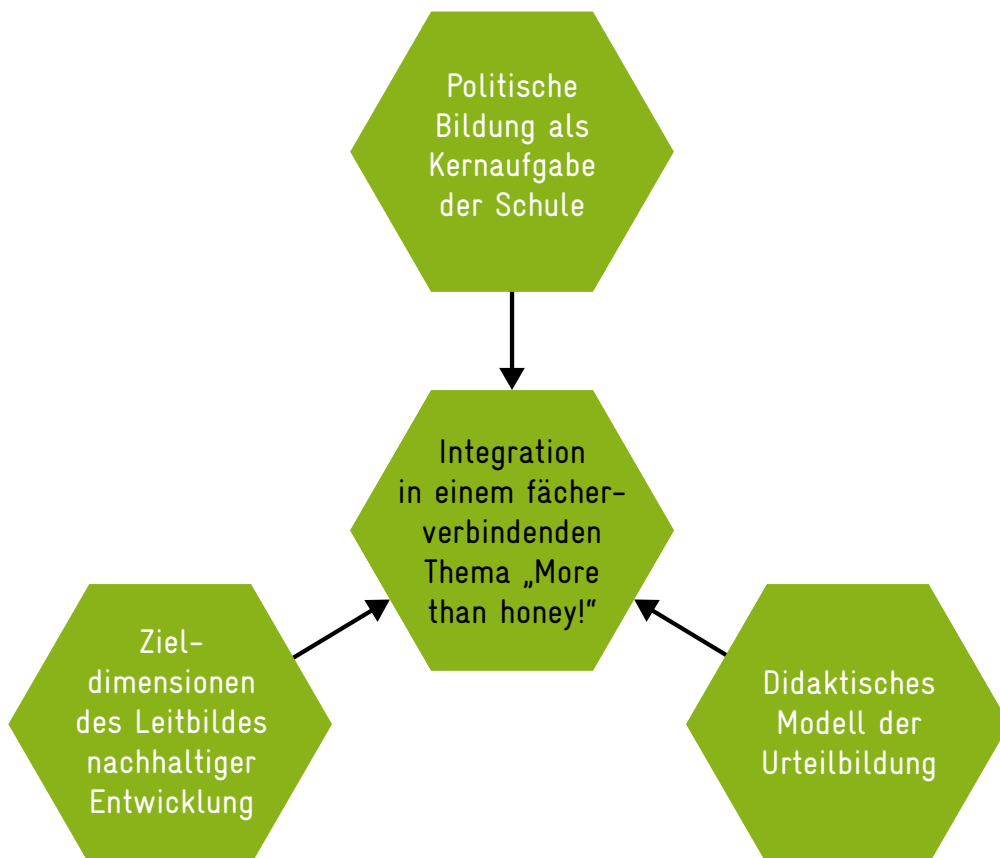 Politische
Bildung als
Kernaufgabe
der Schule
Integration
in einem fächer-
verbindenden
Thema „More
than honey!“
Ziel-
dimensionen
des Leitbildes
nachhaltiger
Entwicklung
Didaktisches
Modell der
Urteilbildung